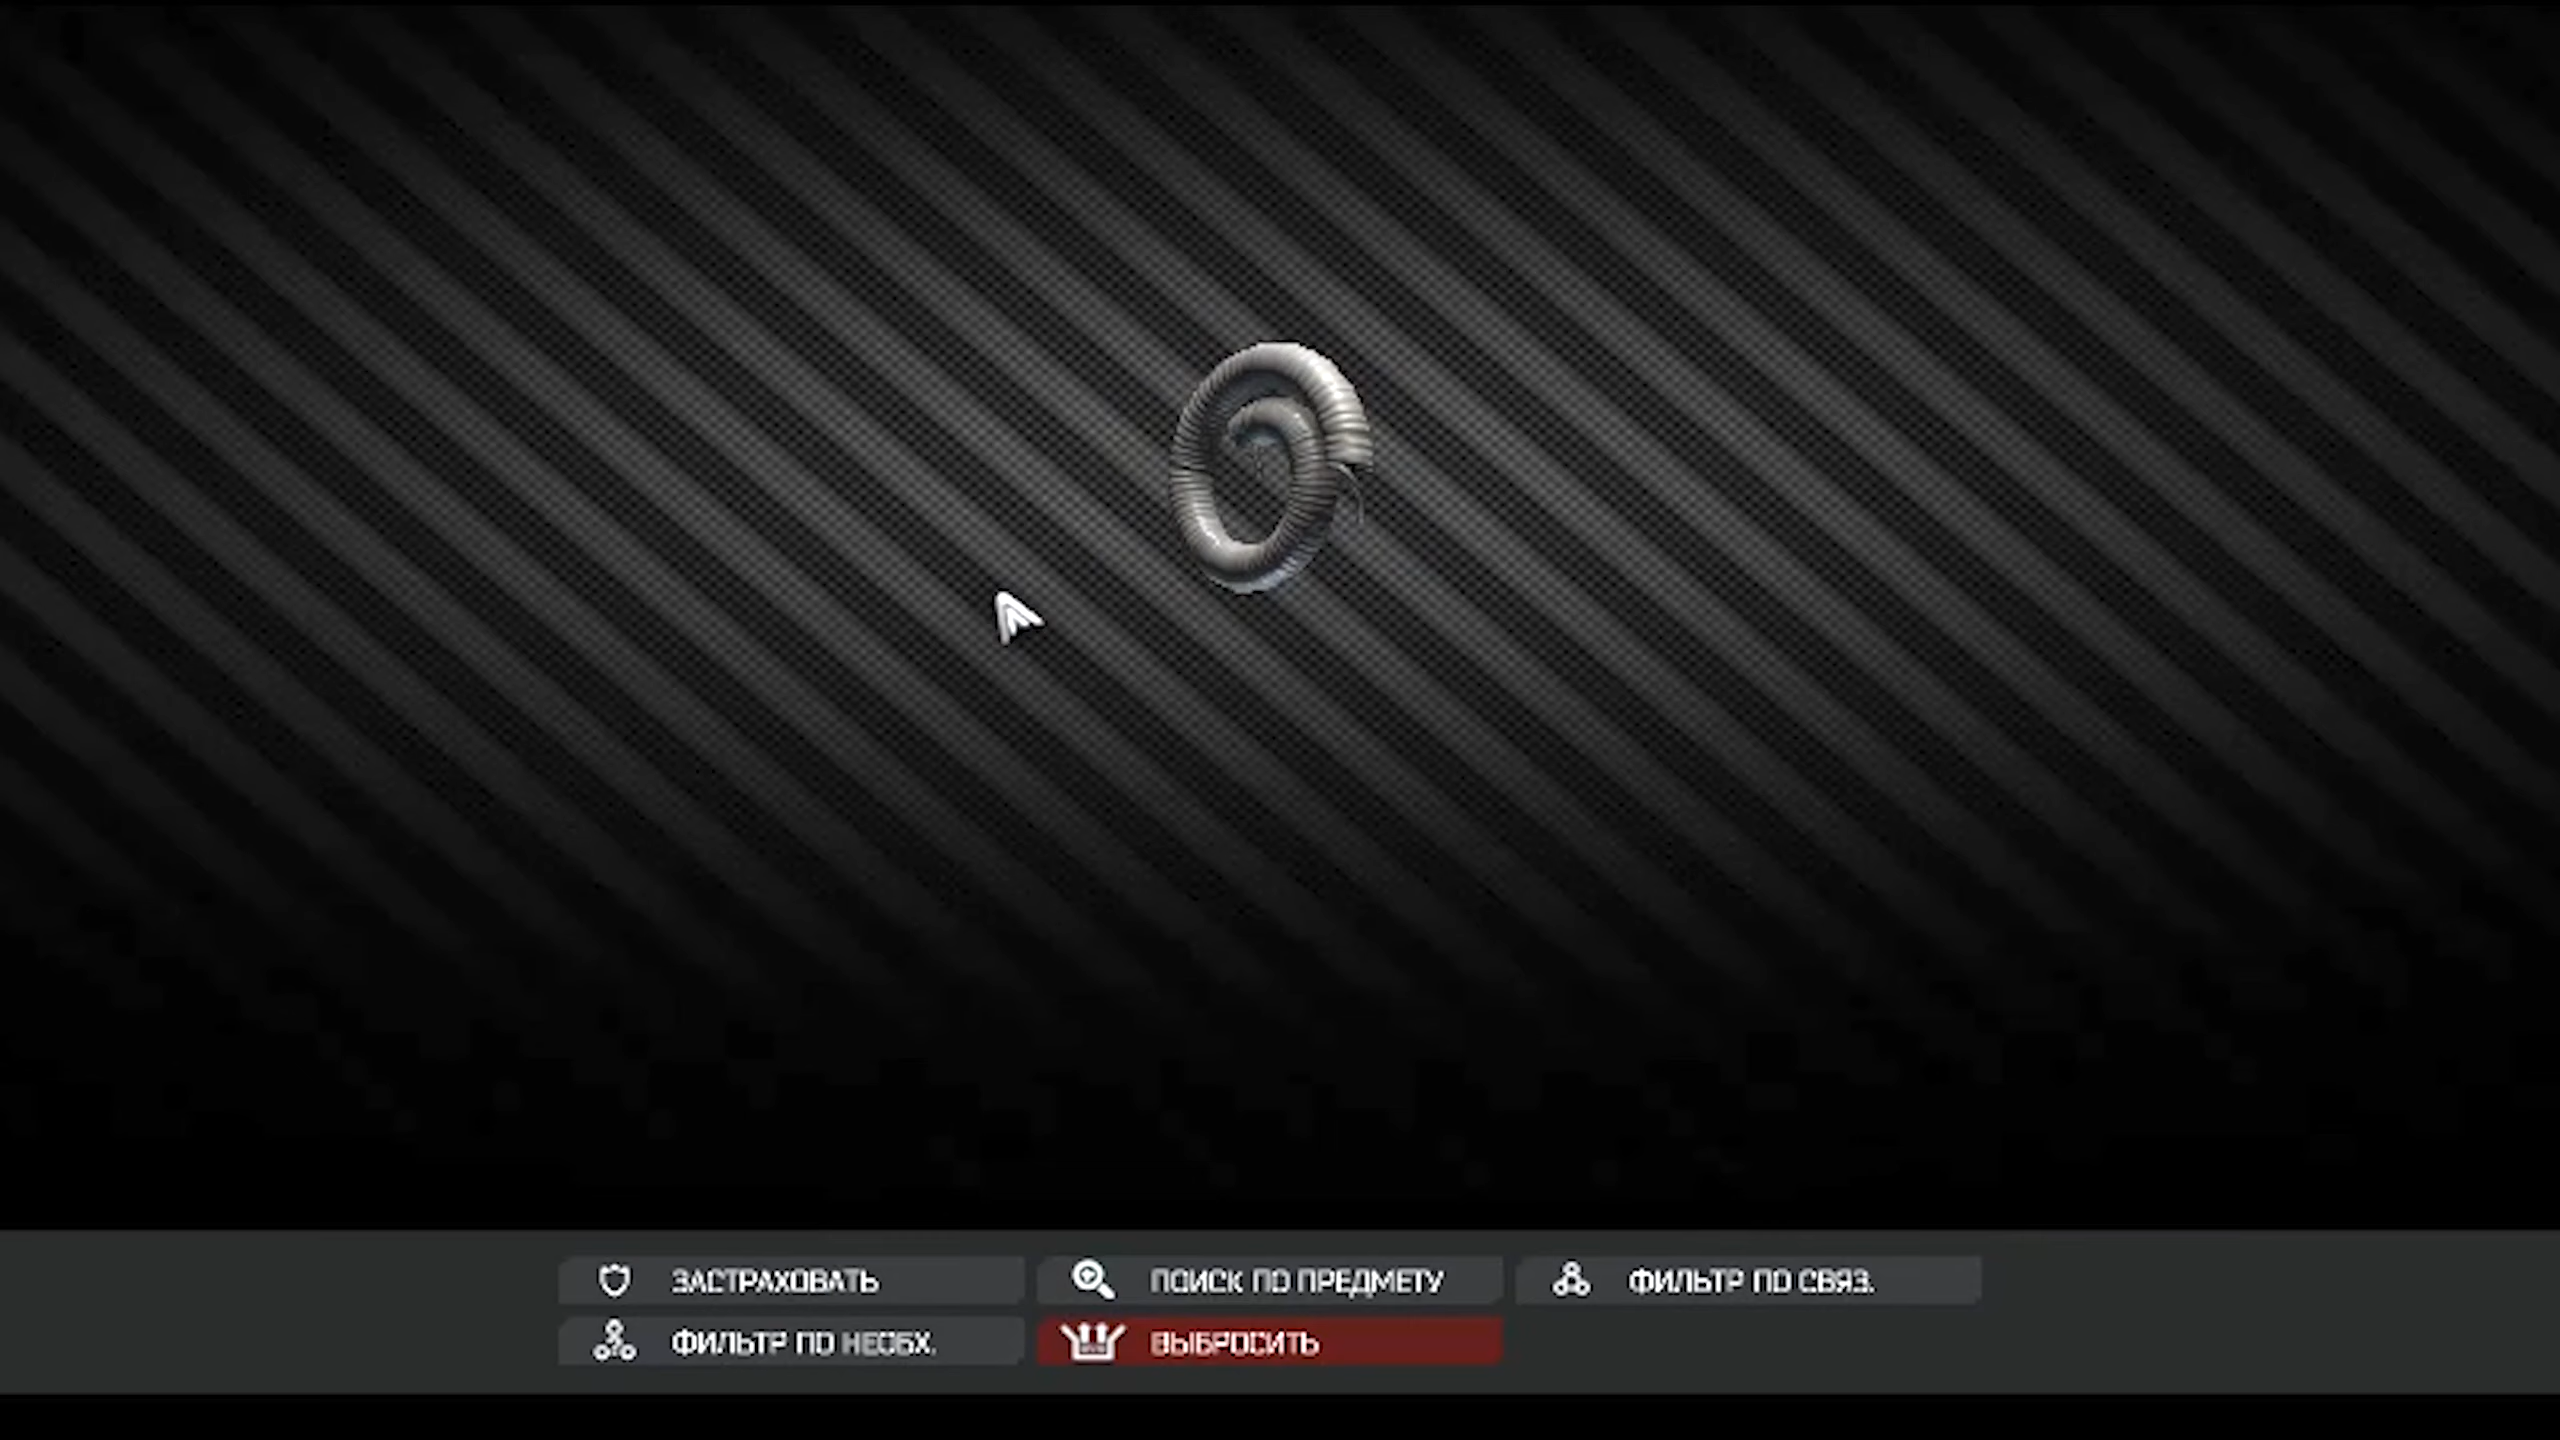 ЗАСТРАХОВАТЬ
ПОИСК ПО ПРЕДМЕТУ
ФИЛЬТР ПО СВЯЗ.
ФИЛЬТР ПО НЕОБХ.
ВЫБРОСИТЬ